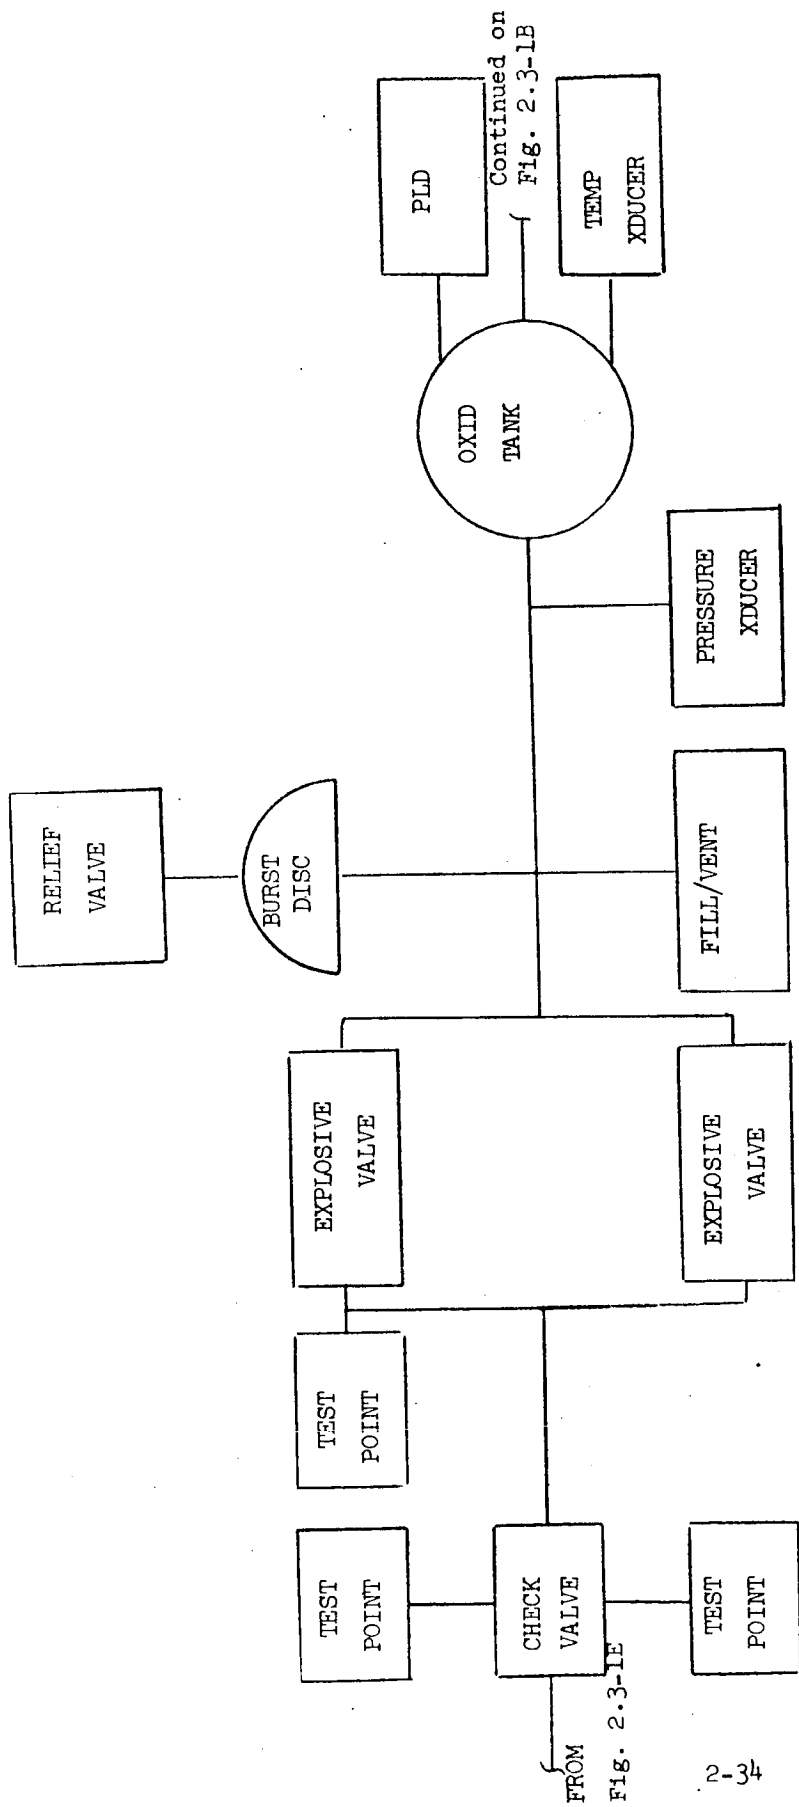 FROM
Fig. 2.3-1E
TEST
POINT
CHECK
VALVE
TEST
POINT
TEST
POINT
EXPLOSIVE
VALVE
EXPLOSIVE
VALVE
RELIEF
VALVE
BURST
DISC
FILL/VENT
PRESSURE
XDUCER
OXID
TANK
PLD
Continued on
Fig. 2.3-1B
TEMP
XDUCER
2-34